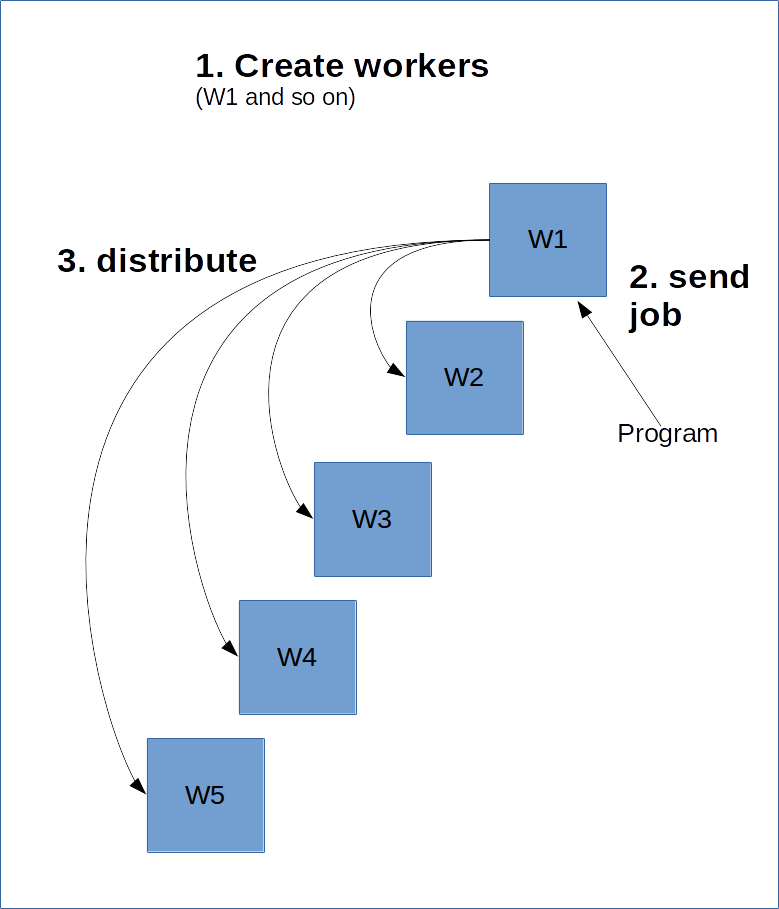 1. Create workers
(W1 and so on)
W1
3. distribute
2. send
job
W2
Program
W3
W4
W5